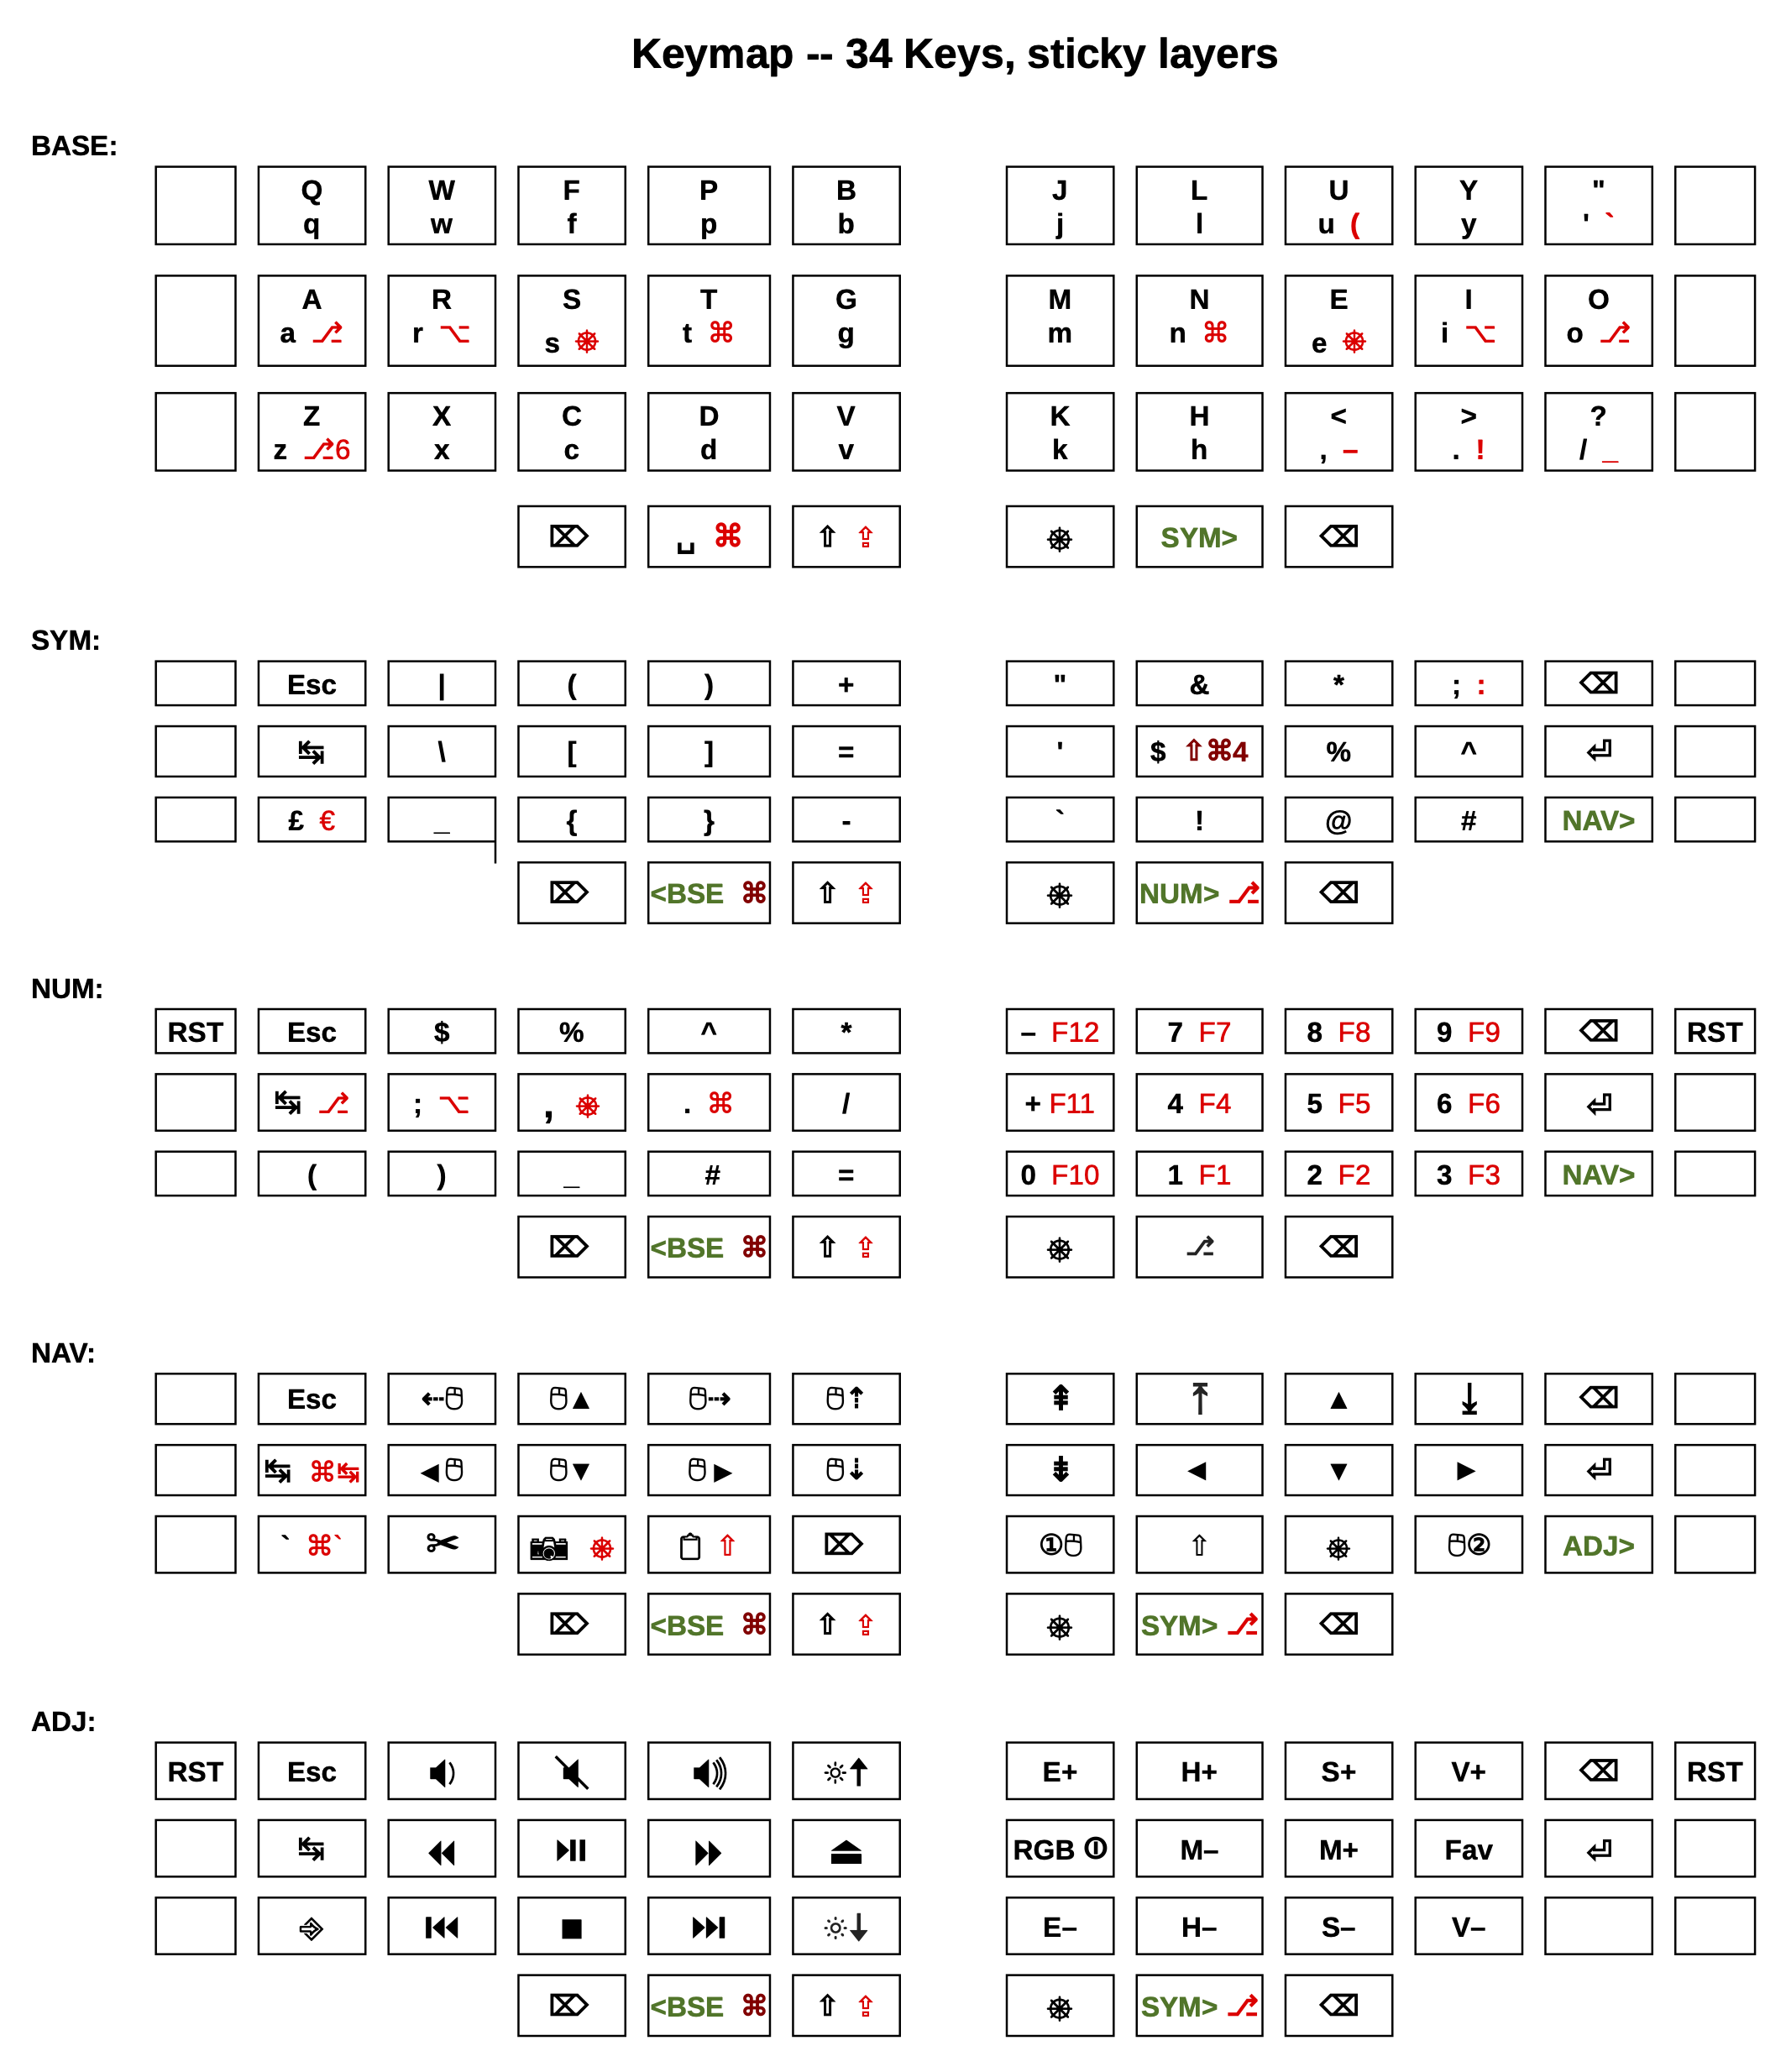 Keymap -- 34 Keys, sticky layers
BASE:
Q W F P B J L U Y "
q w f p b j l u ( y ' `
A R S T G M N E I O
a ⎇ r ⌥ s ⎈ t ⌘ g m n ⌘ e ⎈ i ⌥ o ⎇
Z X C D V K H < > ?
z ⎇6 x c d v k h , – . ! / _
⌦ ␣ ⌘ ⇧ ⇪ ⎈ SYM> ⌫
SYM:
Esc | ( ) + " & * ; : ⌫
↹ \ [ ] = ' $ ⇧⌘4 % ^ ⏎
£ € _ { } - ` ! @ # NAV>
⌦ <BSE ⌘ ⇧ ⇪ ⎈ NUM> ⎇ ⌫
NUM:
RST Esc $ % ^ * – F12 7 F7 8 F8 9 F9 ⌫ RST
↹ ⎇ ; ⌥ , ⎈ . ⌘ / + F11 4 F4 5 F5 6 F6 ⏎
( ) _ # = 0 F10 1 F1 2 F2 3 F3 NAV>
⌦ <BSE ⌘ ⇧ ⇪ ⎈ ⎇ ⌫
NAV:
Esc ⇠🖱 🖱▲ 🖱⇢ 🖱⇡ ⇞ ⤒ ▲ ⤓ ⌫
↹ ⌘↹ ◀🖱 🖱▼ 🖱▶ 🖱⇣ ⇟ ◀ ▼ ▶ ⏎
` ⌘` ✂ 📷 ⎈ 📋 ⇧ ⌦ ①🖱 ⇧ ⎈ 🖱② ADJ>
⌦ <BSE ⌘ ⇧ ⇪ ⎈ SYM> ⎇ ⌫
ADJ:
RST Esc 🔉 🔇 🔊 🔅🠅 E+ H+ S+ V+ ⌫ RST
↹ ⏪ ⏯ ⏩ ⏏ RGB ⏼ M– M+ Fav ⏎
⎆ ⏮ ⏹ ⏭ 🔅🠇 E– H– S– V–
⌦ <BSE ⌘ ⇧ ⇪ ⎈ SYM> ⎇ ⌫